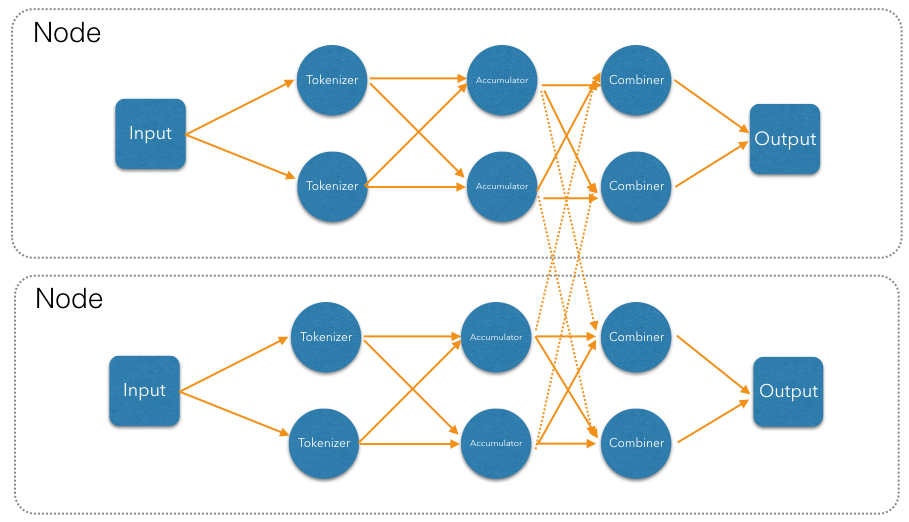 Node
Input
Tokenizer
Accumulator
Combiner
Output
Tokenizer
Accumulator
Combiner
Node
Input
Tokenizer
Accumulator
Combiner
Output
Tokenizer
Accumulator
Combiner